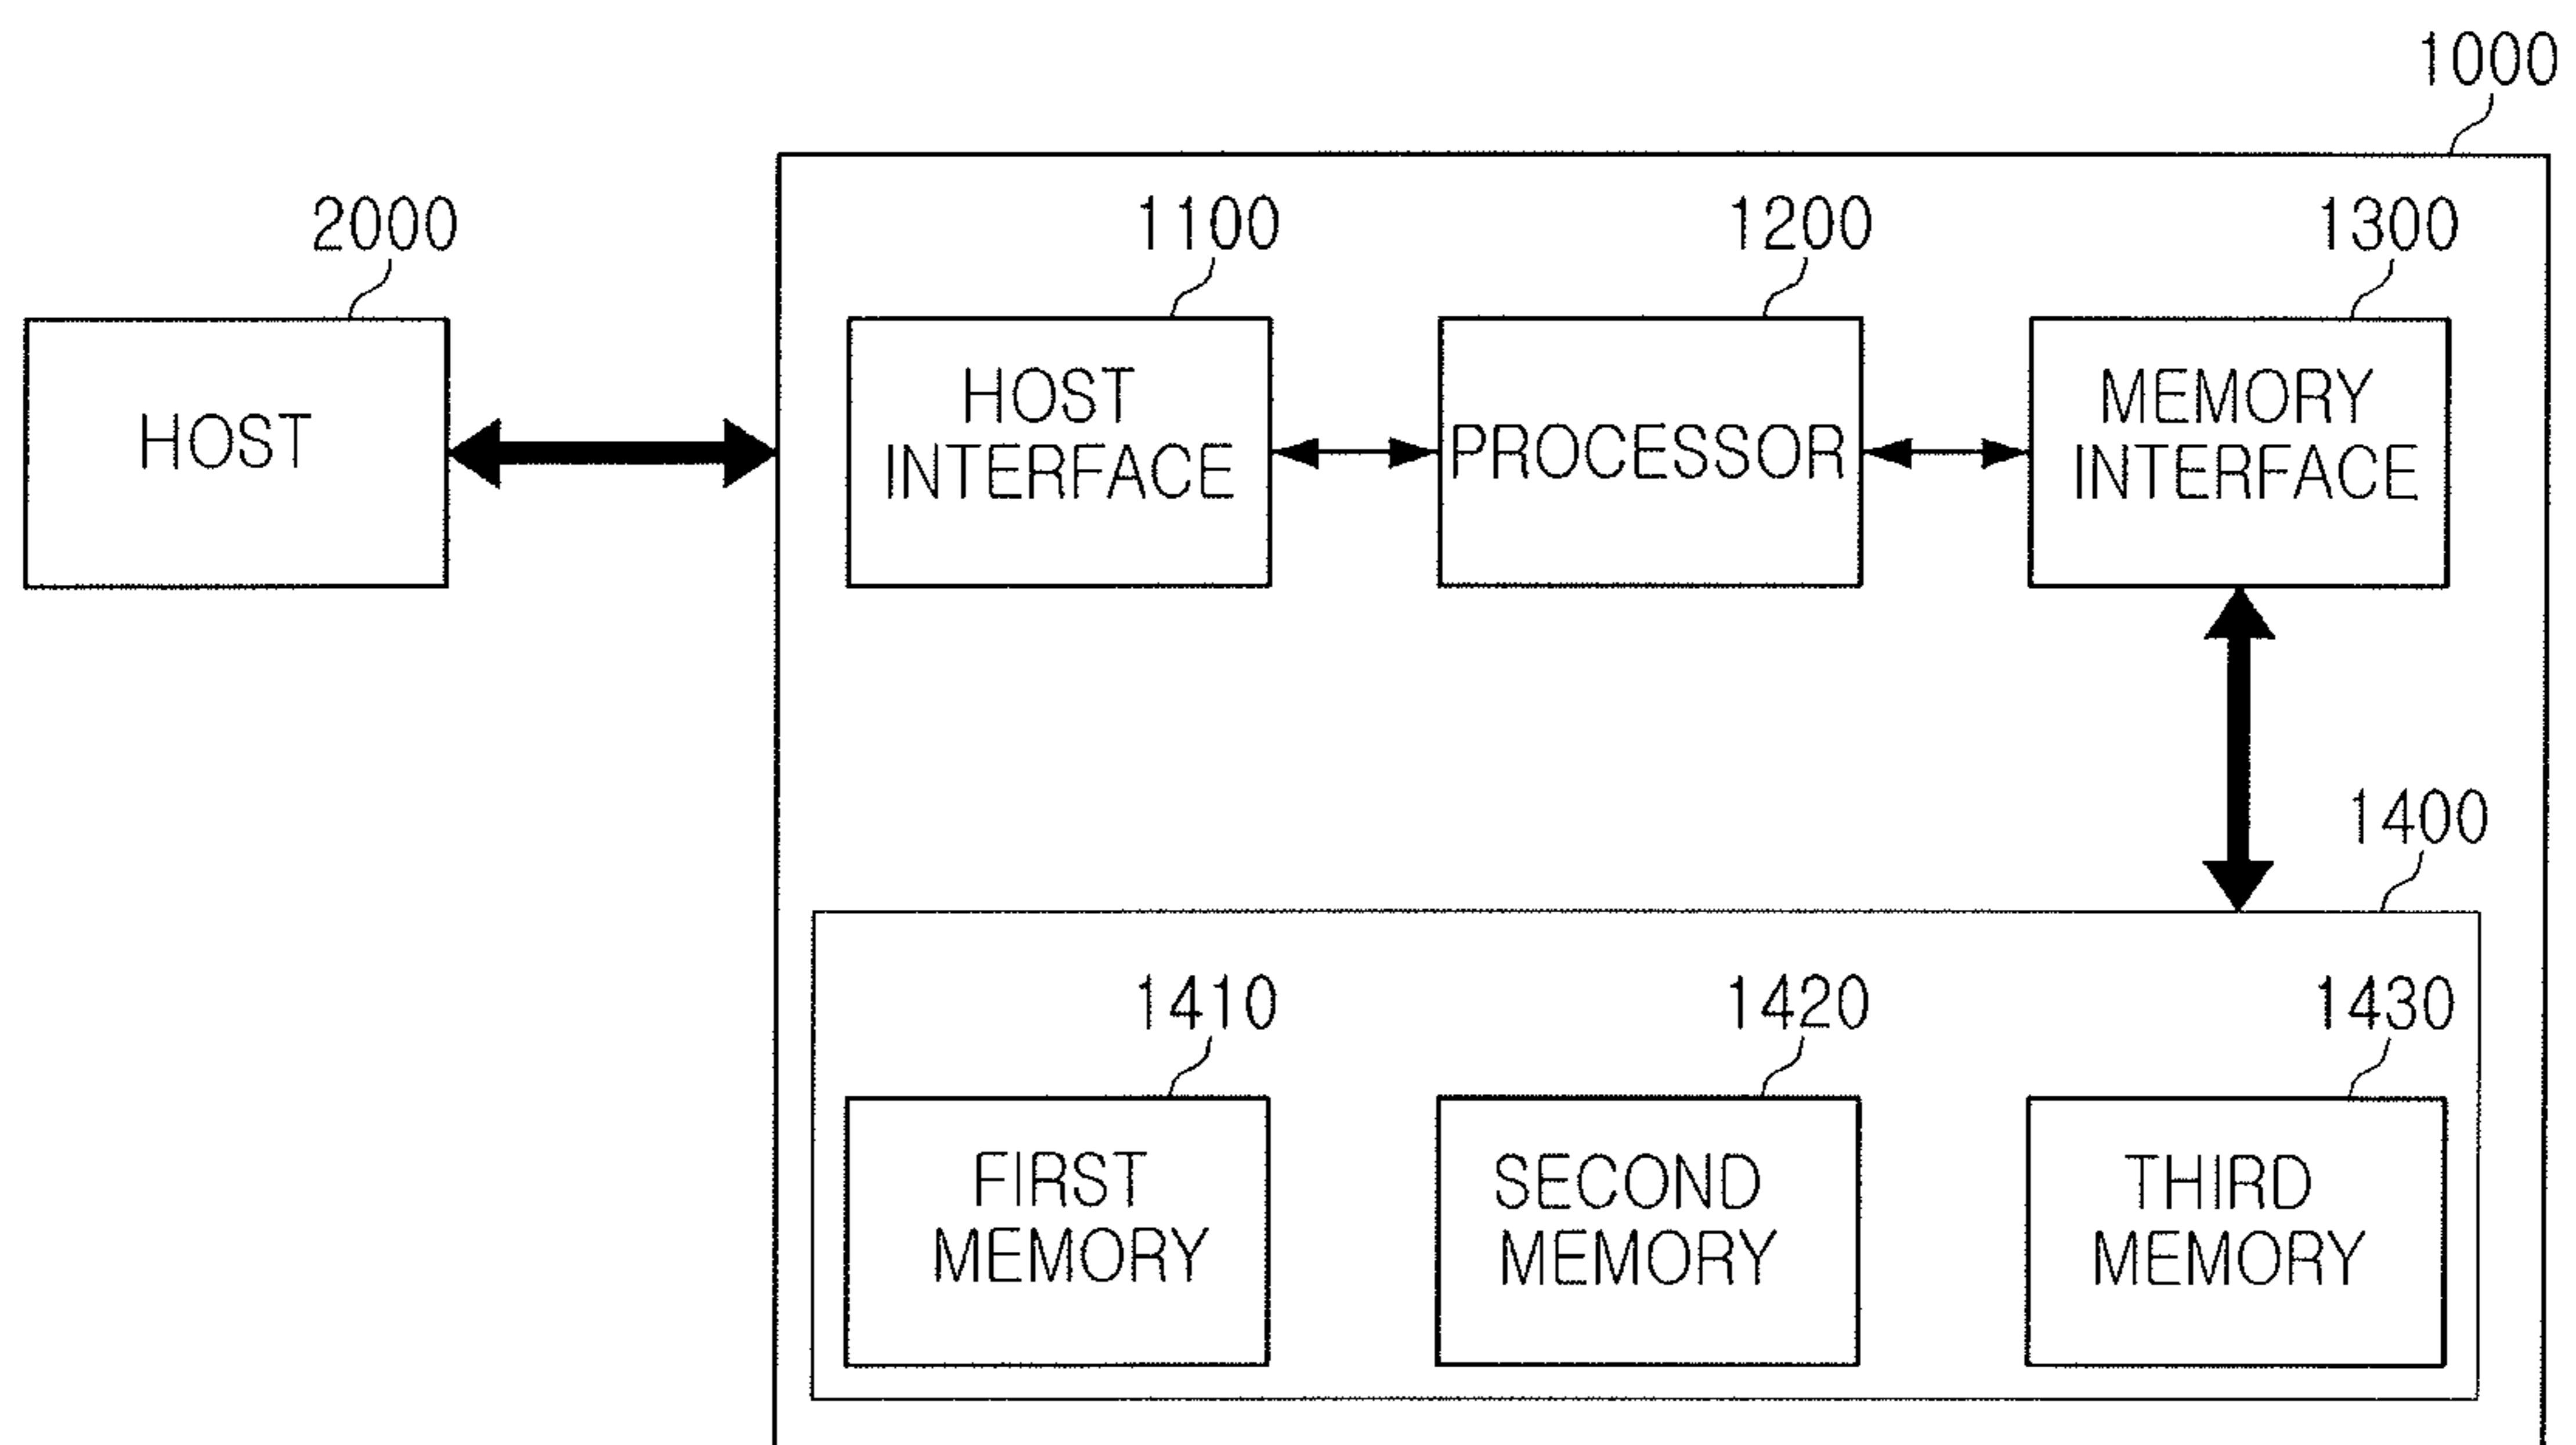 1000
2000
1100
1200
1300
HOST
HOST
INTERFACE
PROCESSOR
MEMORY
INTERFACE
1400
1410
1420
1430
FIRST
MEMORY
SECOND
MEMORY
THIRD
MEMORY